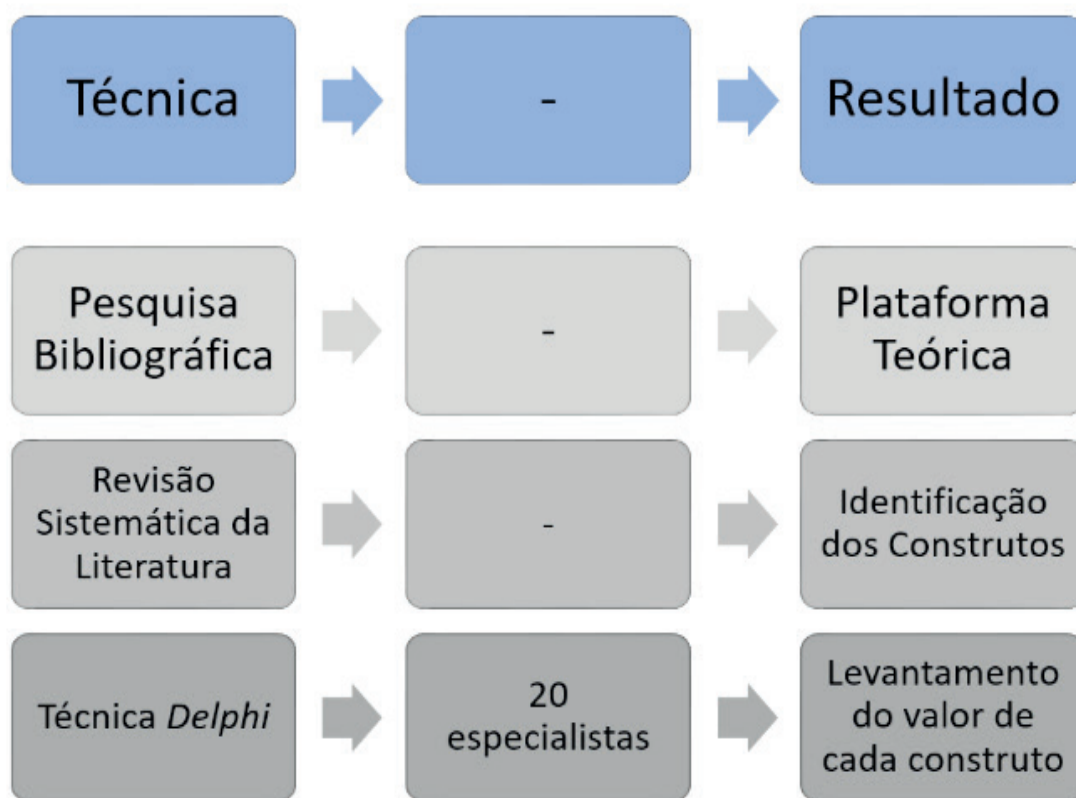 Técnica
-
Resultado
Pesquisa
Bibliográfica
-
Plataforma
Teórica
Revisão
Sistemática da
Literatura
-
Identificação
dos Construtos
Técnica Delphi
20
especialistas
Levantamento
do valor de
cada construto